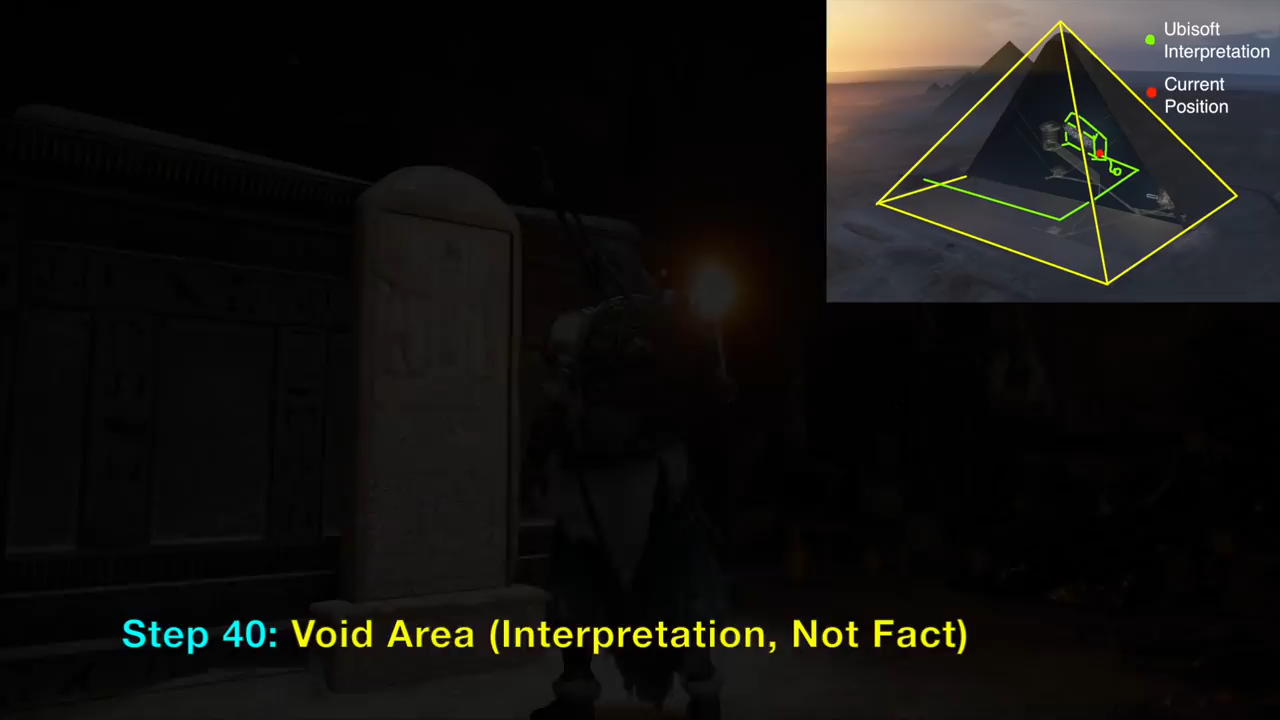 Ubisoft
Interpretation
Current
Position
Step 40: Void Area (Interpretation, Not Fact)